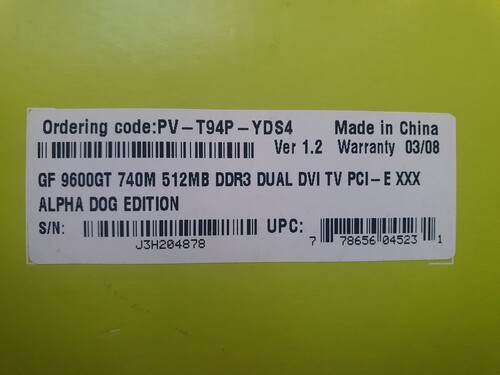 Ordering code:PV-T94P-YDS4 Made in China
Ver 1.2 Warranty 03/08
GF 9600GT 740M 512MB DDR3 DUAL DVI TV PCI-E XXX
ALPHA DOG EDITION
S/N: UPC:
J3H204878 7 78656 04523 1